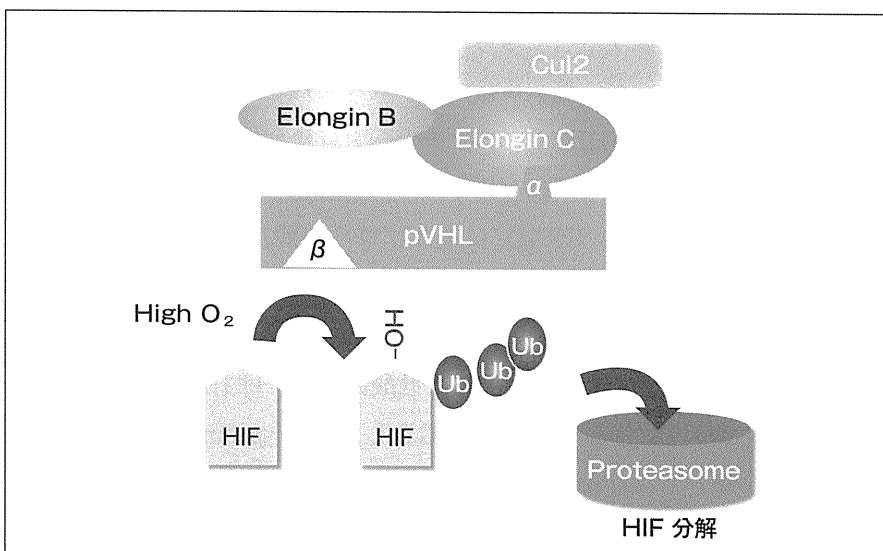 Cul2
Elongin B
Elongin C
α
pVHL
β
High O₂
HO-
HIF
HIF
Ub
Ub
Ub
Proteasome
HIF 分解